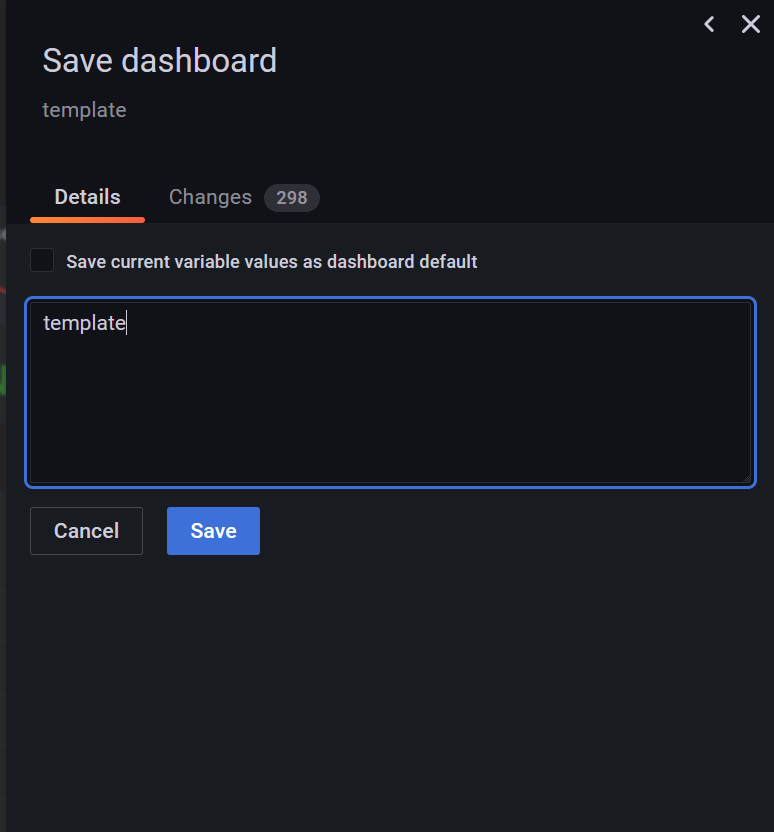 Save dashboard
template
Details Changes 298
Save current variable values as dashboard default
template
Cancel Save